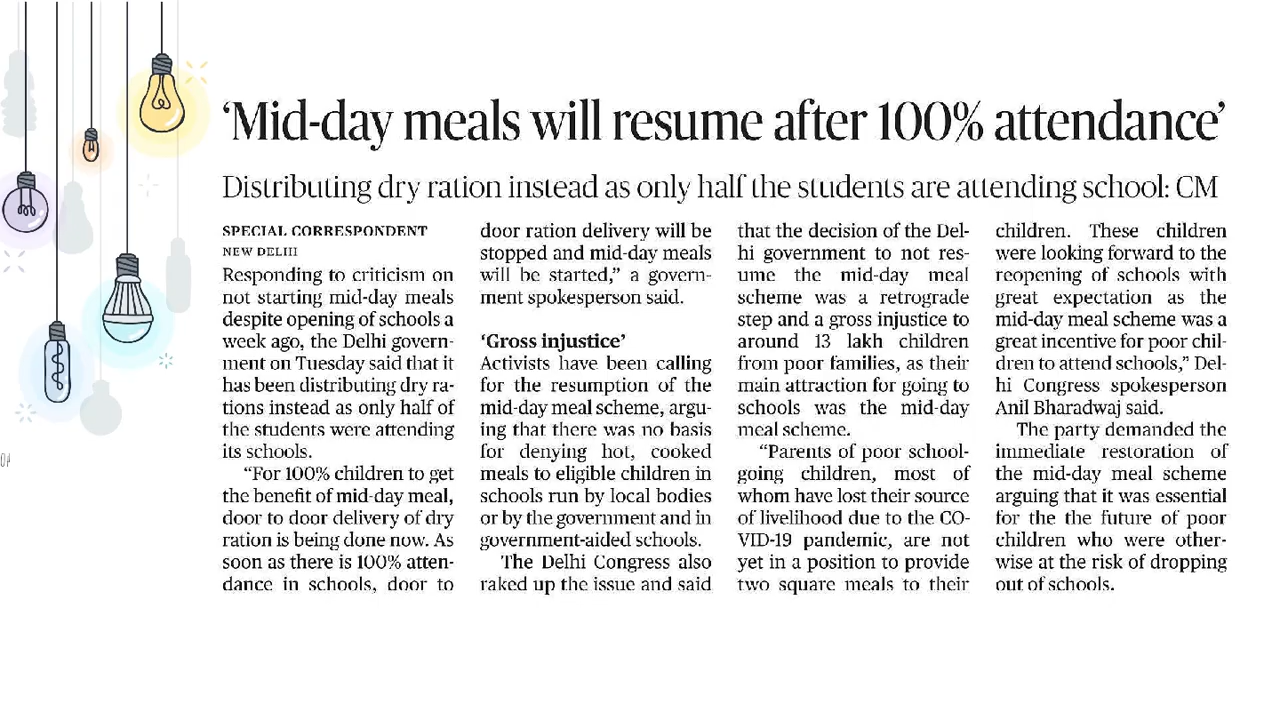 ‘Mid-day meals will resume after 100% attendance’
Distributing dry ration instead as only half the students are attending school: CM
SPECIAL CORRESPONDENT
NEW DELHI
Responding to criticism on
not starting mid-day meals
despite opening of schools a
week ago, the Delhi govern-
ment on Tuesday said that it
has been distributing dry ra-
tions instead as only half of
the students were attending
its schools.
“For 100% children to get
the benefit of mid-day meal,
door to door delivery of dry
ration is being done now. As
soon as there is 100% atten-
dance in schools, door to
door ration delivery will be
stopped and mid-day meals
will be started,” a govern-
ment spokesperson said.
‘Gross injustice’
Activists have been calling
for the resumption of the
mid-day meal scheme, argu-
ing that there was no basis
for denying hot, cooked
meals to eligible children in
schools run by local bodies
or by the government and in
government-aided schools.
The Delhi Congress also
raked up the issue and said
that the decision of the Del-
hi government to not res-
ume the mid-day meal
scheme was a retrograde
step and a gross injustice to
around 13 lakh children
from poor families, as their
main attraction for going to
schools was the mid-day
meal scheme.
“Parents of poor school-
going children, most of
whom have lost their source
of livelihood due to the CO-
VID-19 pandemic, are not
yet in a position to provide
two square meals to their
children. These children
were looking forward to the
reopening of schools with
great expectation as the
mid-day meal scheme was a
great incentive for poor chil-
dren to attend schools,” Del-
hi Congress spokesperson
Anil Bharadwaj said.
The party demanded the
immediate restoration of
the mid-day meal scheme
arguing that it was essential
for the the future of poor
children who were other-
wise at the risk of dropping
out of schools.